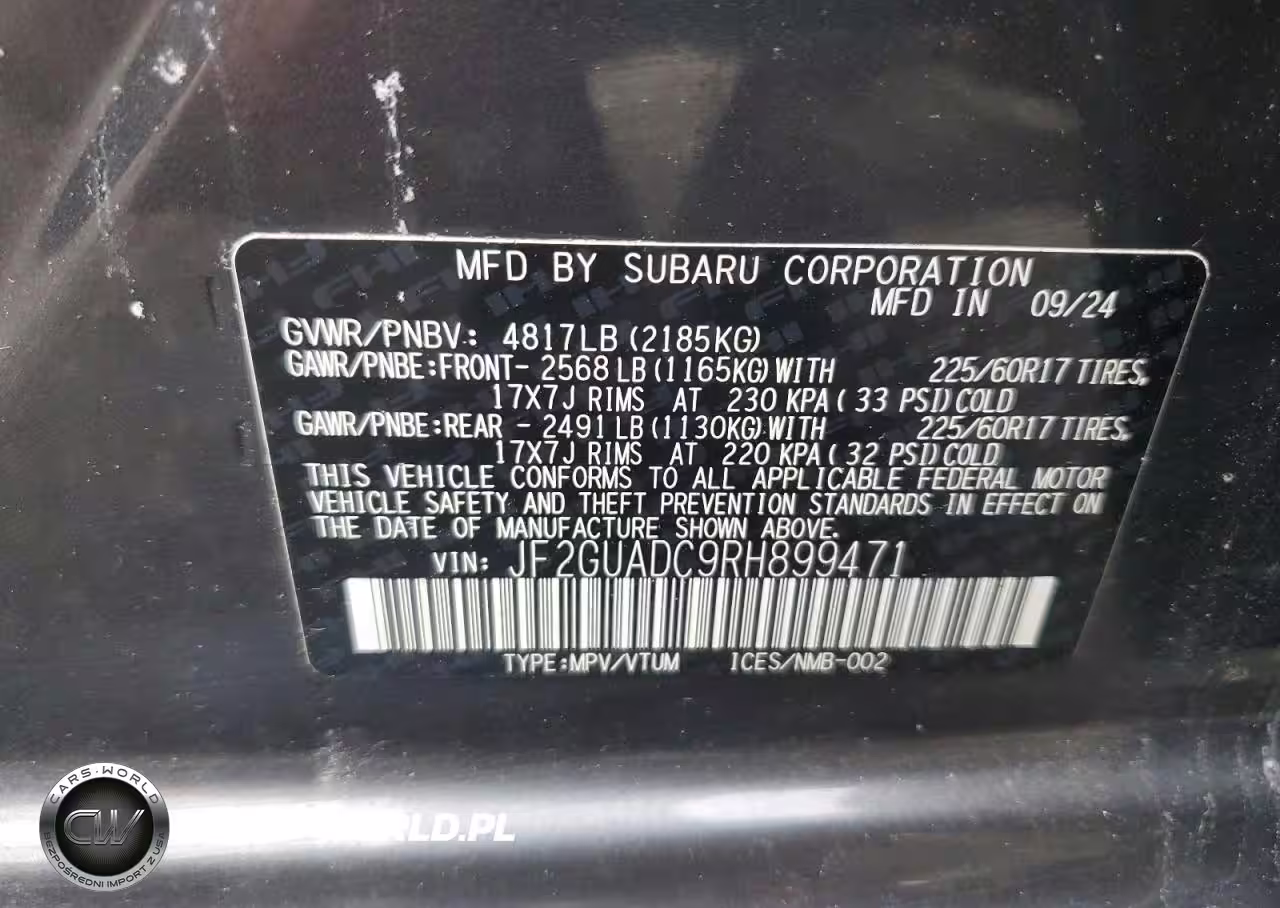 MFD BY SUBARU CORPORATION
MFD IN 09/24
GVWR/PNBV: 4817LB (2185KG)
GAWR/PNBE:FRONT- 2568 LB (1165KG) WITH 225/60R17 TIRES,
17X7J RIMS AT 230 KPA ( 33 PSI) COLD
GAWR/PNBE:REAR - 2491 LB (1130KG) WITH 225/60R17 TIRES,
17X7J RIMS AT 220 KPA ( 32 PSI) COLD
THIS VEHICLE CONFORMS TO ALL APPLICABLE FEDERAL MOTOR
VEHICLE SAFETY AND THEFT PREVENTION STANDARDS IN EFFECT ON
THE DATE OF MANUFACTURE SHOWN ABOVE.
VIN: JF2GUADC9RH899471
TYPE:MPV/VTUM ICES/NMB-002
CARS-WORLD
CW
BEZPOŚREDNI IMPORT Z USA
RLD.PL